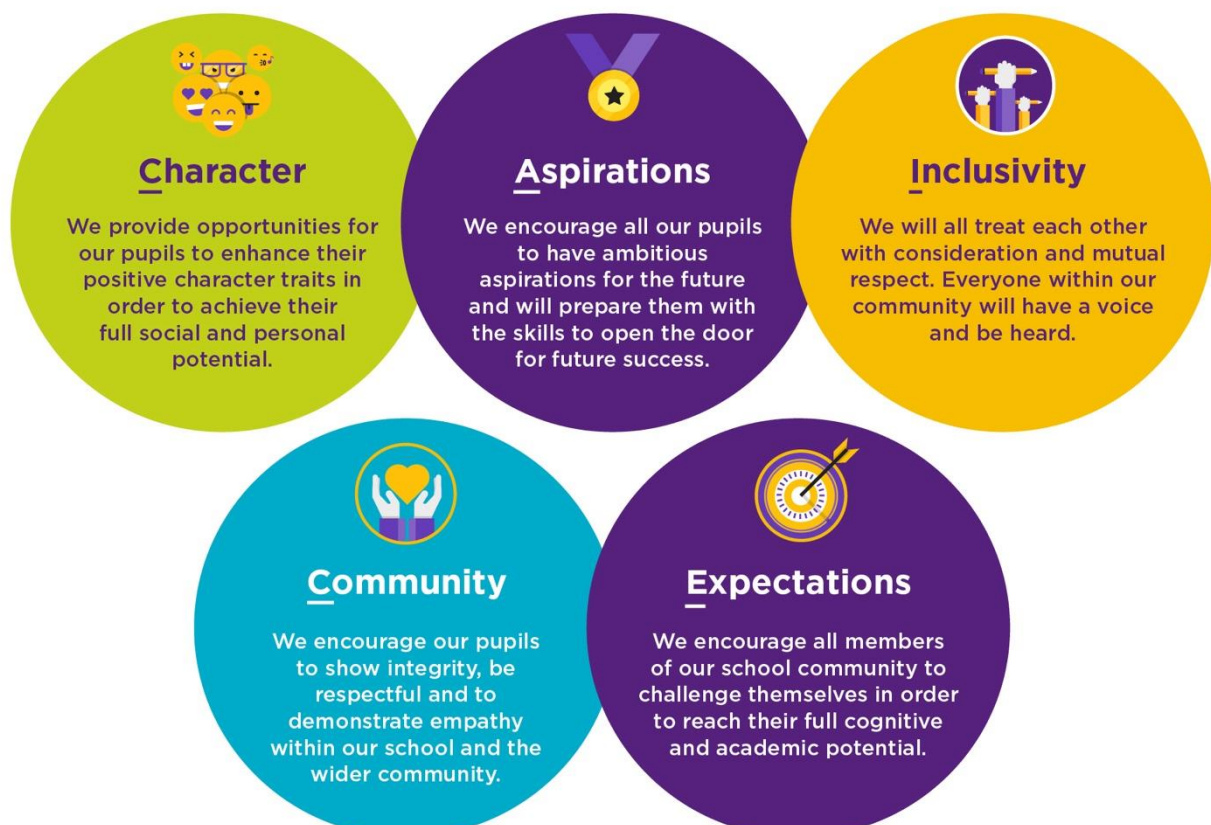 Character
We provide opportunities for
our pupils to enhance their
positive character traits in
order to achieve their
full social and personal
potential.
Aspirations
We encourage all our pupils
to have ambitious
aspirations for the future
and will prepare them with
the skills to open the door
for future success.
Inclusivity
We will all treat each other
with consideration and mutual
respect. Everyone within our
community will have a voice
and be heard.
Community
We encourage our pupils
to show integrity, be
respectful and to
demonstrate empathy
within our school and the
wider community.
Expectations
We encourage all members
of our school community to
challenge themselves in order
to reach their full cognitive
and academic potential.